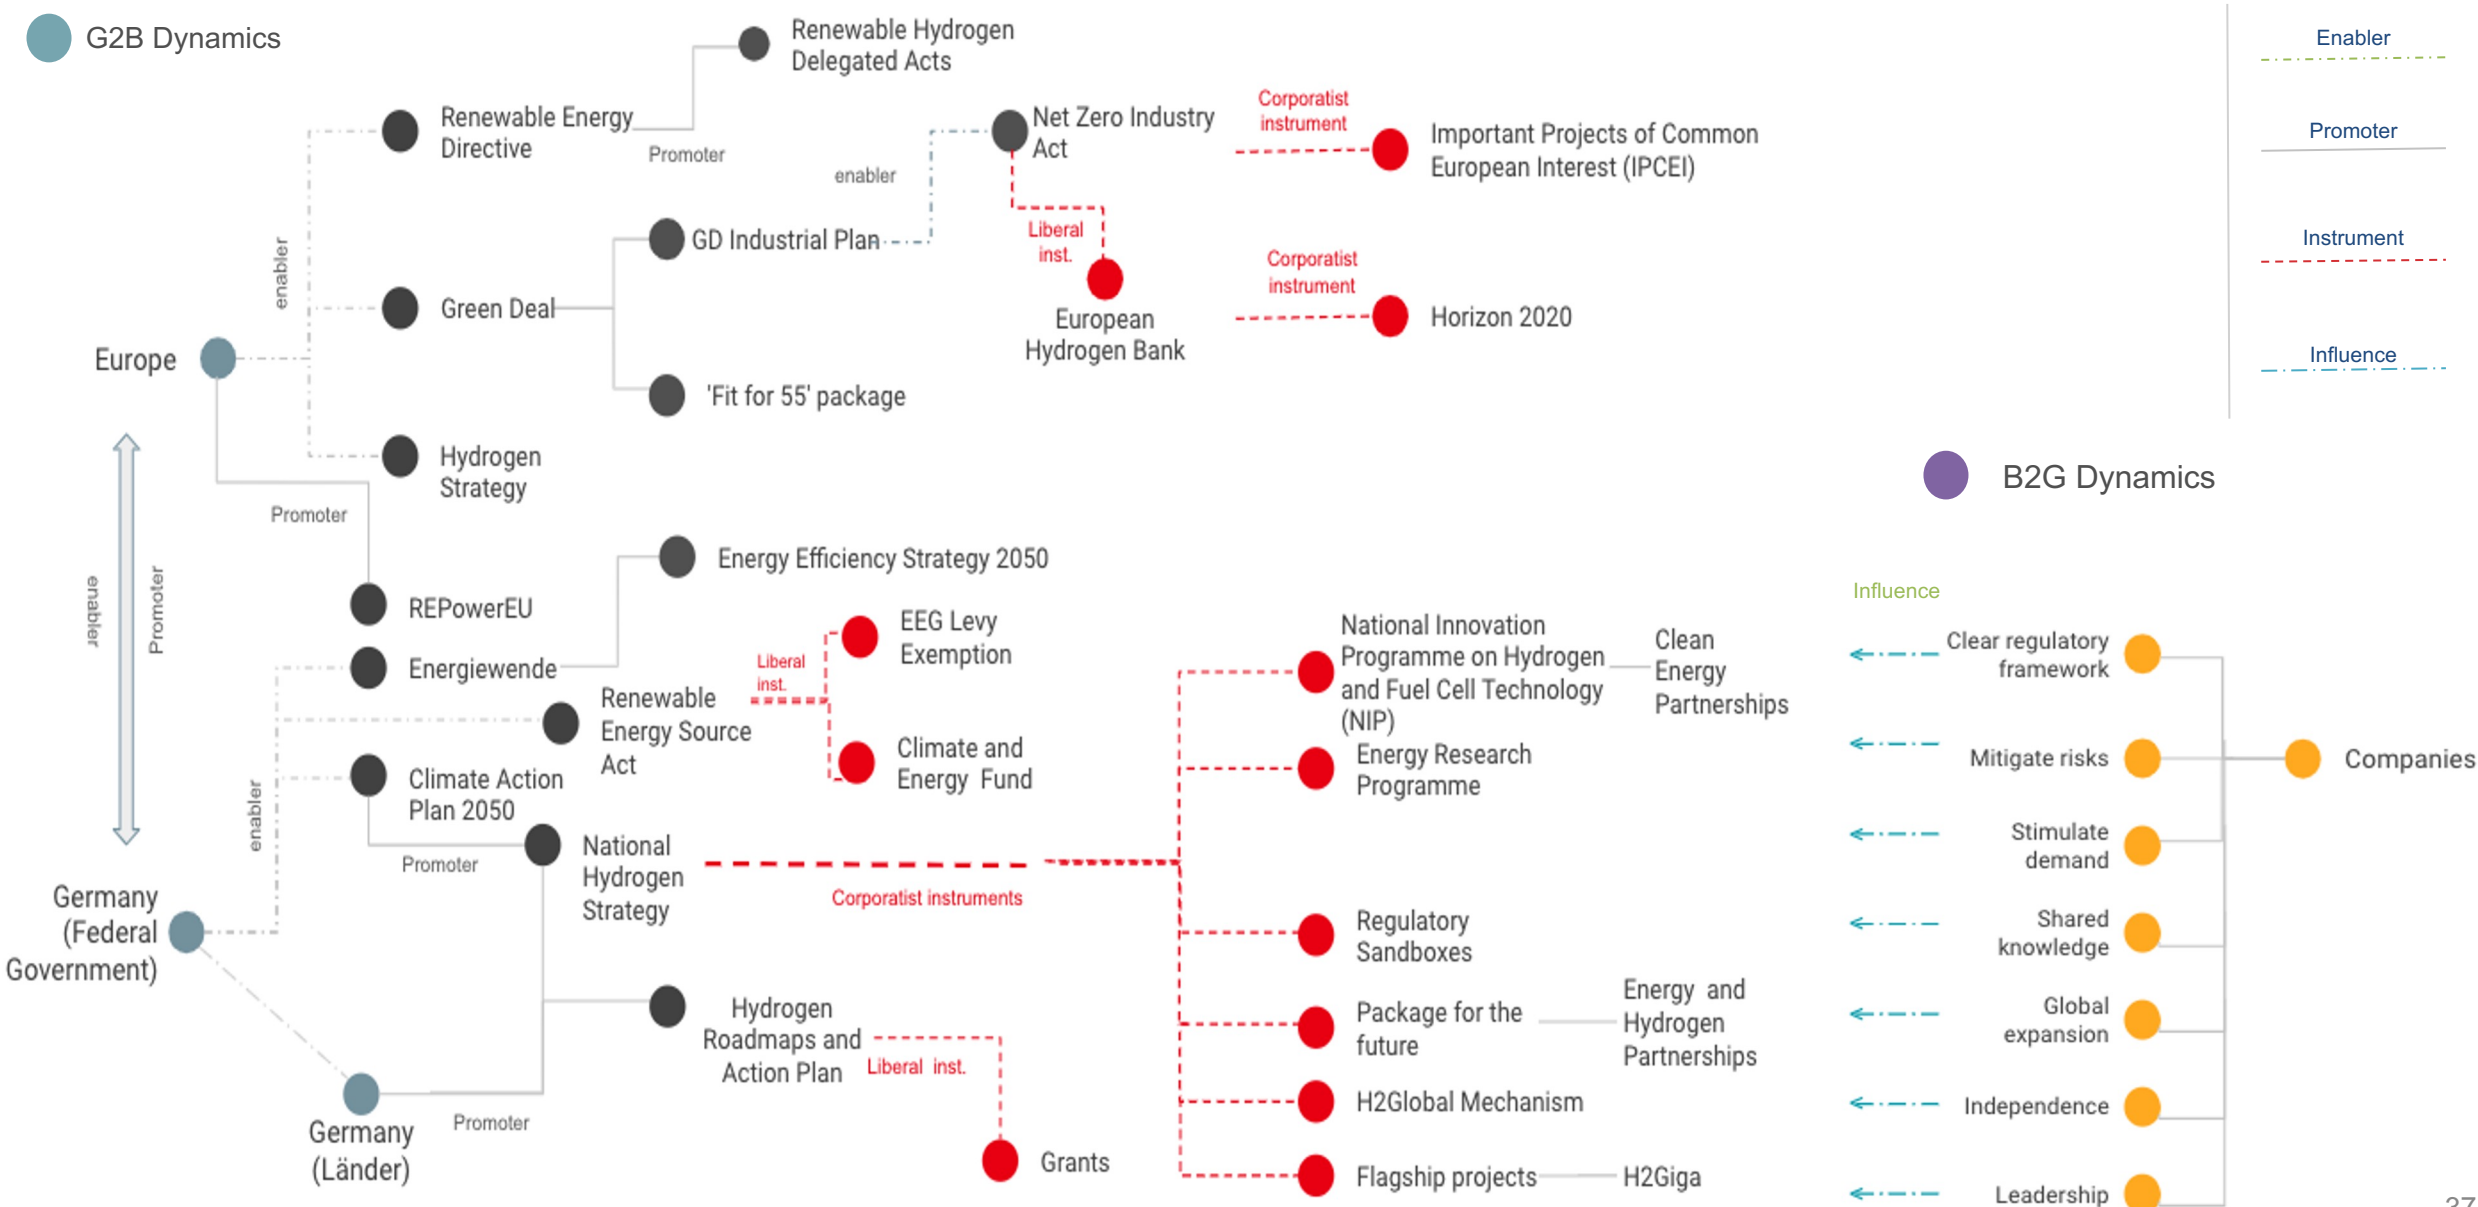 G2B Dynamics
Renewable Hydrogen
Delegated Acts
Enabler
Renewable Energy
Directive
Promoter
enabler
Net Zero Industry
Act
Corporatist
instrument
Important Projects of Common
European Interest (IPCEI)
Promoter
enabler
GD Industrial Plan
Liberal
inst.
Corporatist
instrument
Instrument
Green Deal
European
Hydrogen Bank
Horizon 2020
Europe
Influence
'Fit for 55' package
Hydrogen
Strategy
B2G Dynamics
Promoter
enabler
Promoter
Energy Efficiency Strategy 2050
REPowerEU
Energiewende
Liberal
inst.
EEG Levy
Exemption
Renewable
Energy Source
Act
Climate and
Energy Fund
enabler
Climate Action
Plan 2050
Promoter
National
Hydrogen
Strategy
Corporatist instruments
Germany
(Federal
Government)
Hydrogen
Roadmaps and
Action Plan
Liberal inst.
Germany
(Länder)
Promoter
Grants
National Innovation
Programme on Hydrogen
and Fuel Cell Technology
(NIP)
Clean
Energy
Partnerships
Energy Research
Programme
Regulatory
Sandboxes
Package for the
future
Energy and
Hydrogen
Partnerships
H2Global Mechanism
Flagship projects
H2Giga
Influence
Clear regulatory
framework
Mitigate risks
Companies
Stimulate
demand
Shared
knowledge
Global
expansion
Independence
Leadership
37